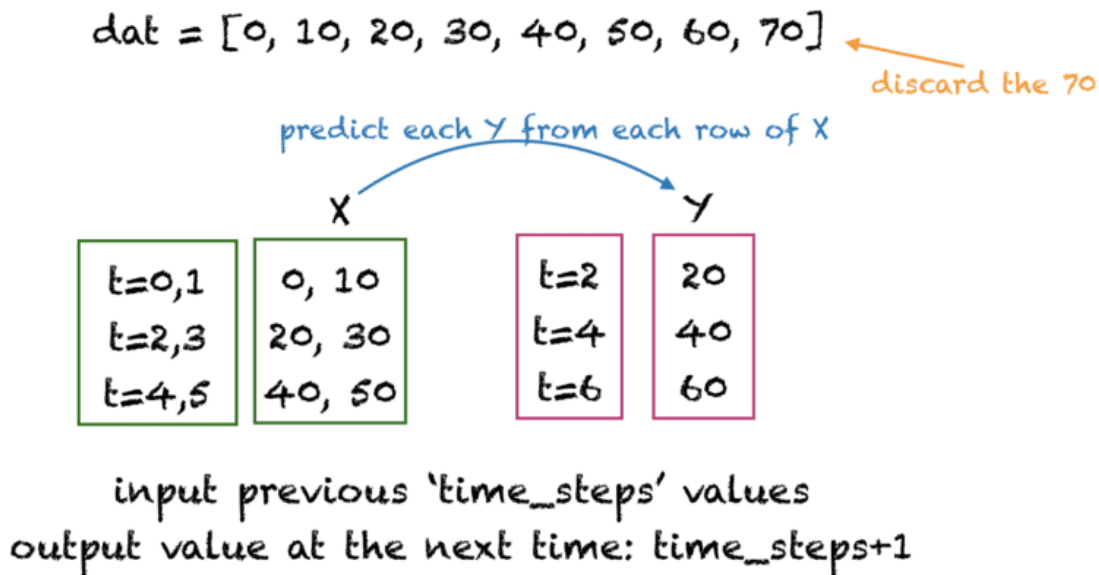 dat = [0, 10, 20, 30, 40, 50, 60, 70]
discard the 70
predict each Y from each row of X
X Y
t=0,1 0, 10 t=2 20
t=2,3 20, 30 t=4 40
t=4,5 40, 50 t=6 60
input previous ‘time_steps’ values
output value at the next time: time_steps+1